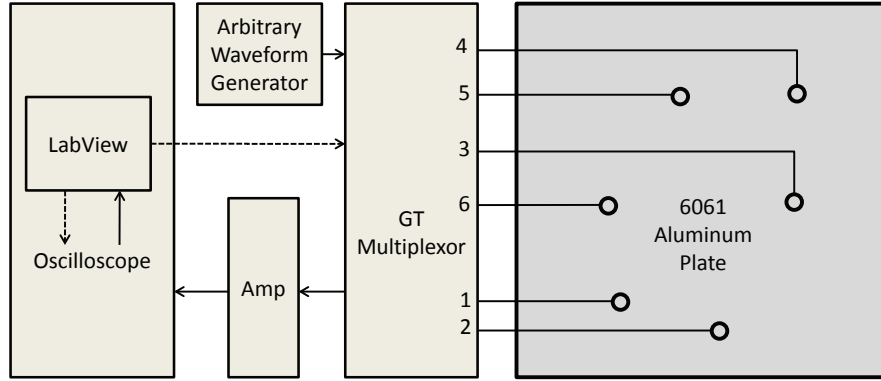 Arbitrary
Waveform
Generator
LabView
Oscilloscope
Amp
GT
Multiplexor
4
5
3
6
1
2
6061
Aluminum
Plate